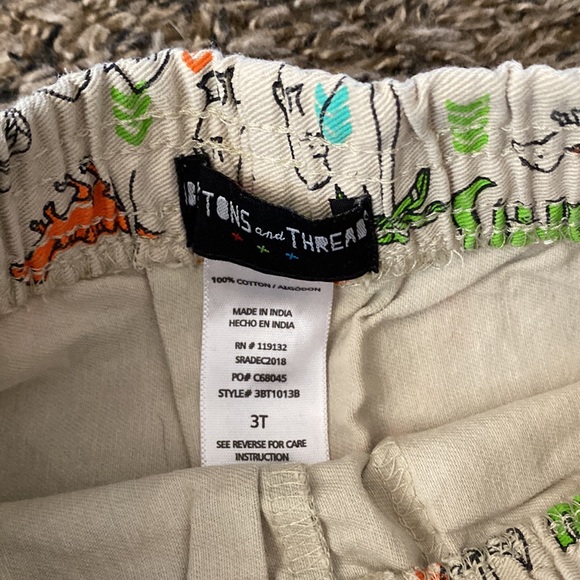 B'TONS and THREADS
100% COTTON / ALGODON
MADE IN INDIA
HECHO EN INDIA
RN # 119132
SRADEC2018
PO# C68045
STYLE# 3BT1013B
3T
SEE REVERSE FOR CARE
INSTRUCTION